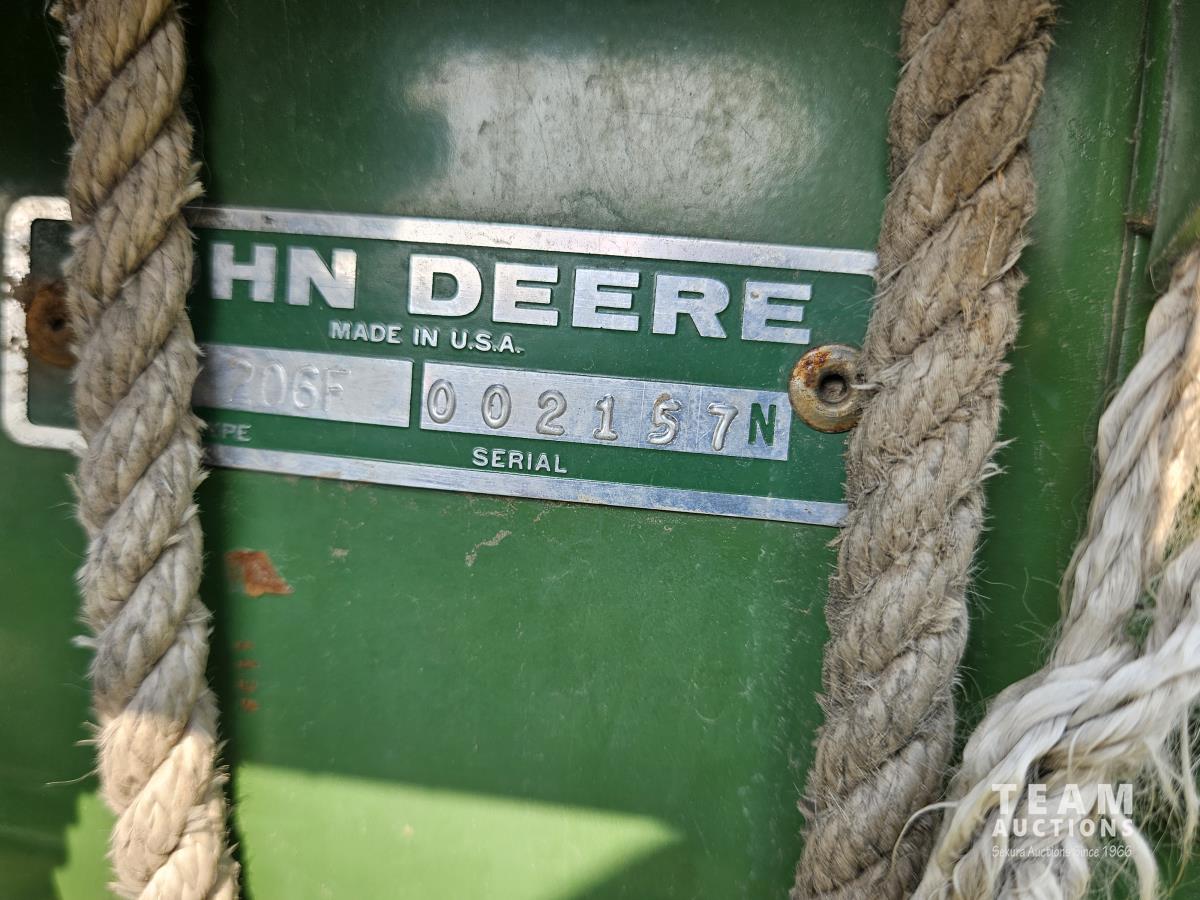 HN DEERE
MADE IN U.S.A.
206F
002157N
YPE
SERIAL
TEAM
AUCTIONS
Sekura Auctions Since 1966